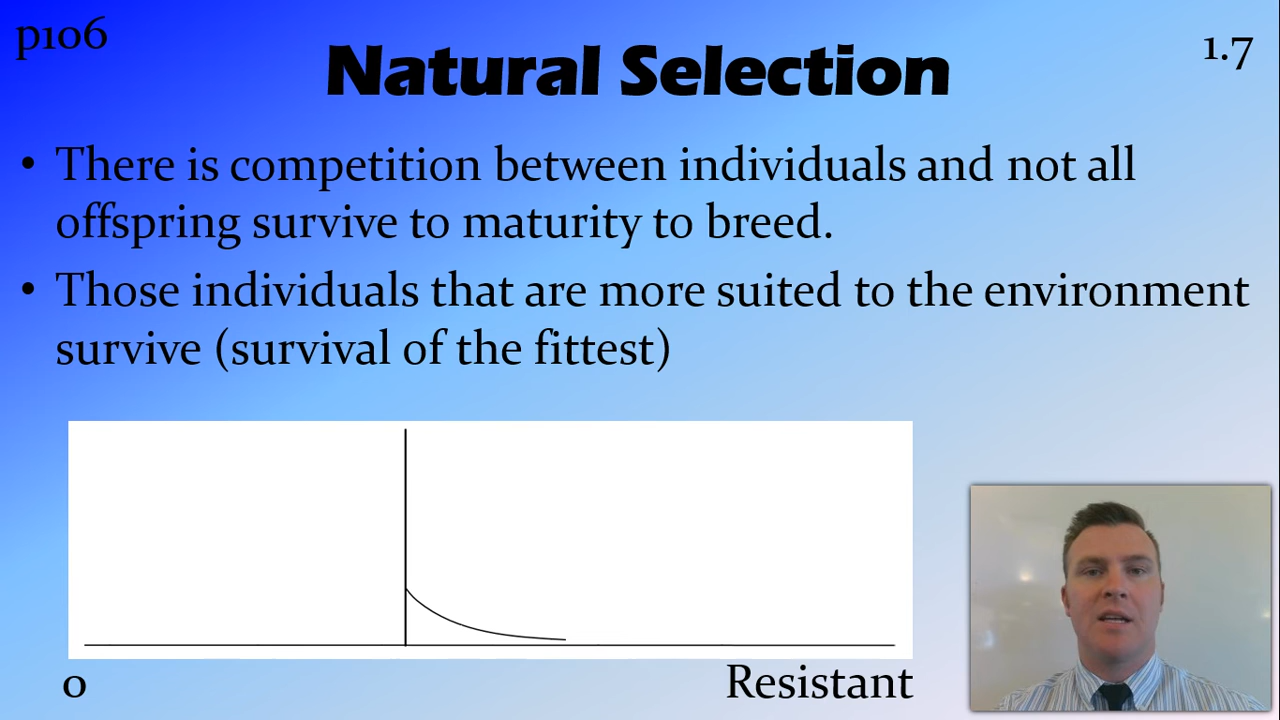 p106
1.7
Natural Selection
• There is competition between individuals and not all
offspring survive to maturity to breed.
• Those individuals that are more suited to the environment
survive (survival of the fittest)
0
Resistant